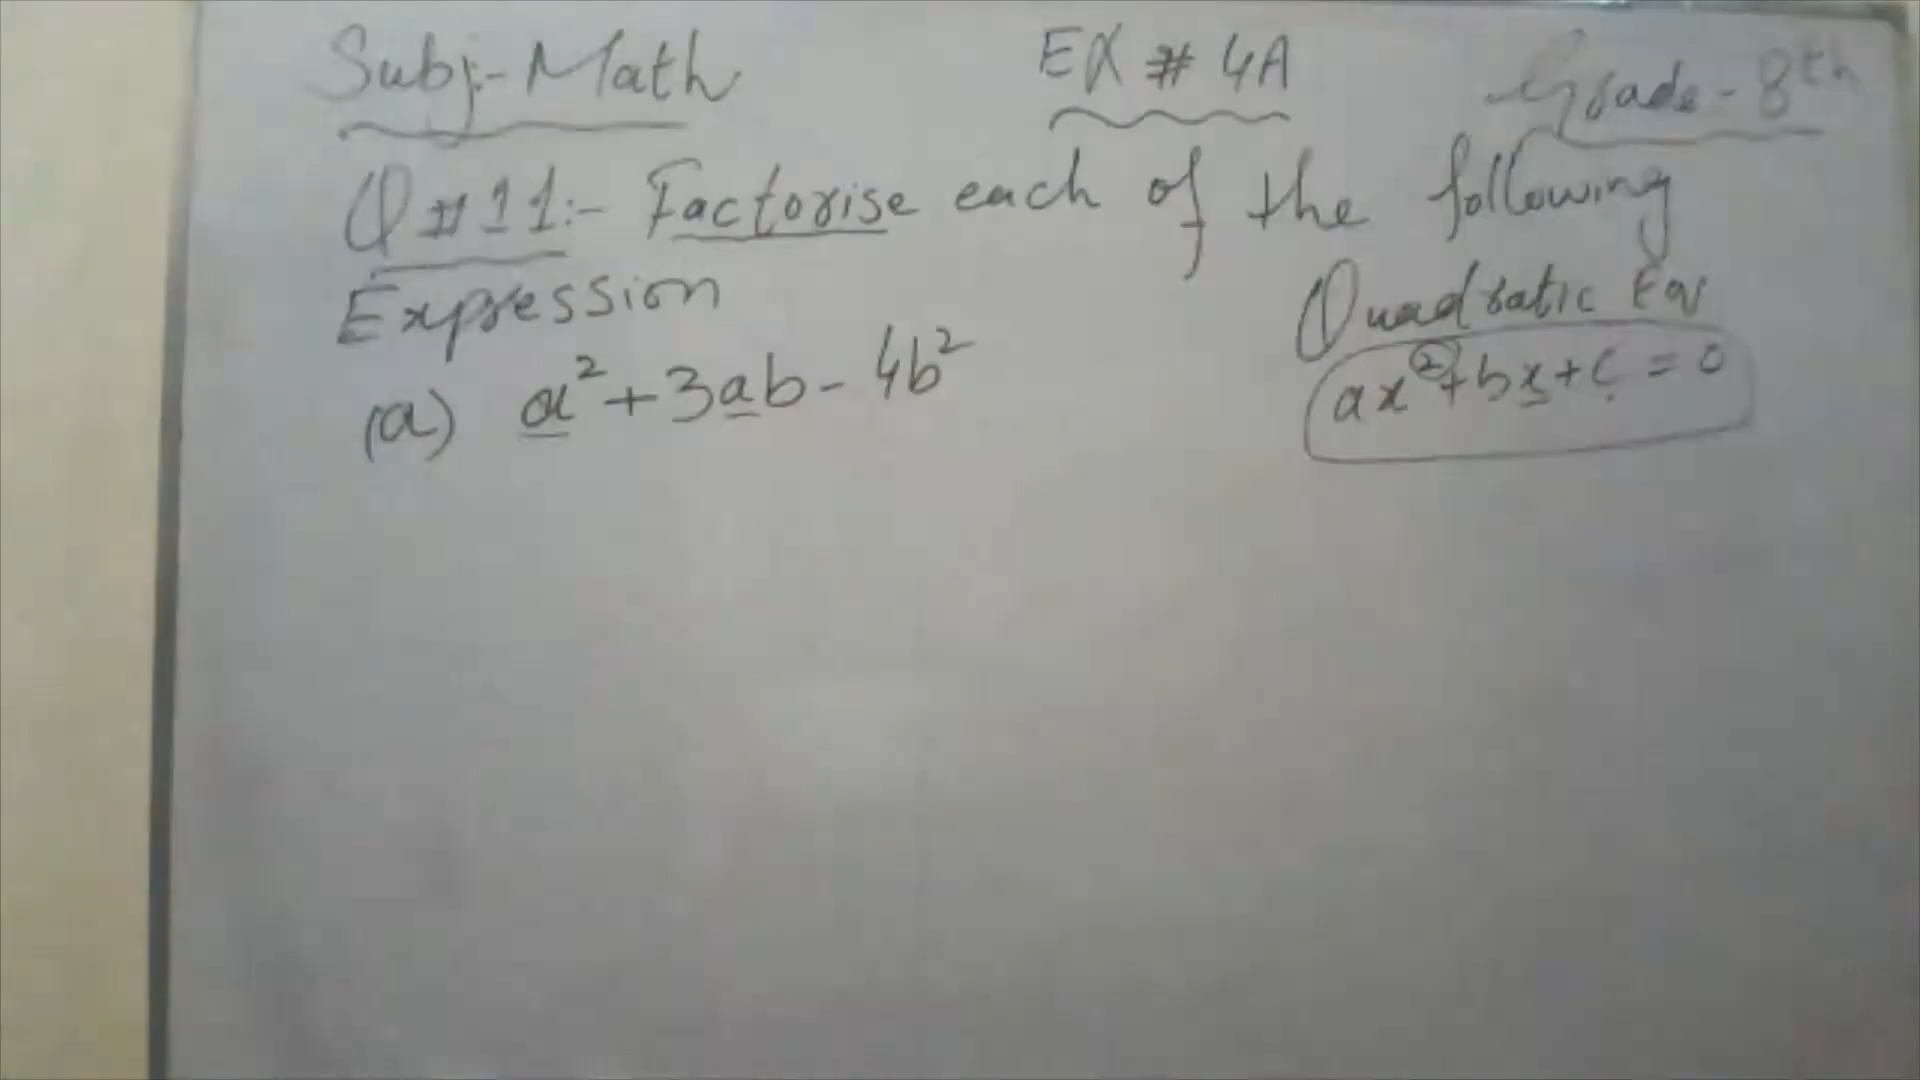 Subj:- Math EX # 4A Grade - 8th
Q # 11:- Factorise each of the following
Expression
Quadratic Eq
(a) a² + 3ab - 4b²
ax² + bx + c = 0